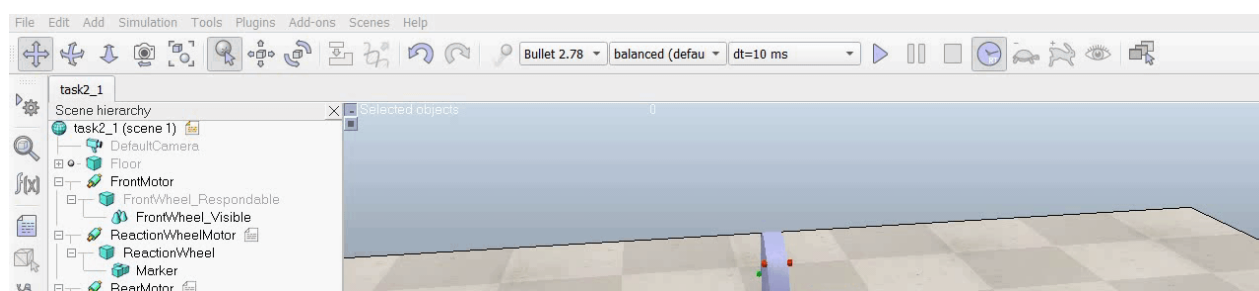 File Edit Add Simulation Tools Plugins Add-ons Scenes Help
Bullet 2.78 balanced (defau dt=10 ms
task2_1
Scene hierarchy
Selected objects 0
task2_1 (scene 1)
DefaultCamera
Floor
f(x)
FrontMotor
FrontWheel_Respondable
FrontWheel_Visible
ReactionWheelMotor
ReactionWheel
Marker
RearMotor